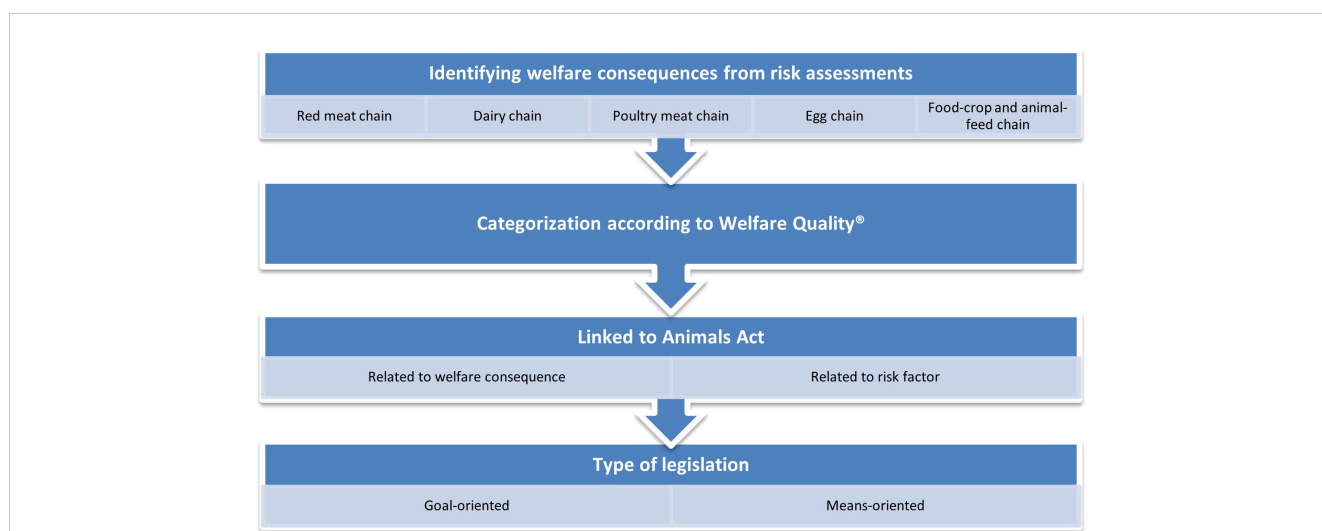 Identifying welfare consequences from risk assessments
Red meat chain
Dairy chain
Poultry meat chain
Egg chain
Food-crop and animal-
feed chain
Categorization according to Welfare Quality®
Linked to Animals Act
Related to welfare consequence
Related to risk factor
Type of legislation
Goal-oriented
Means-oriented